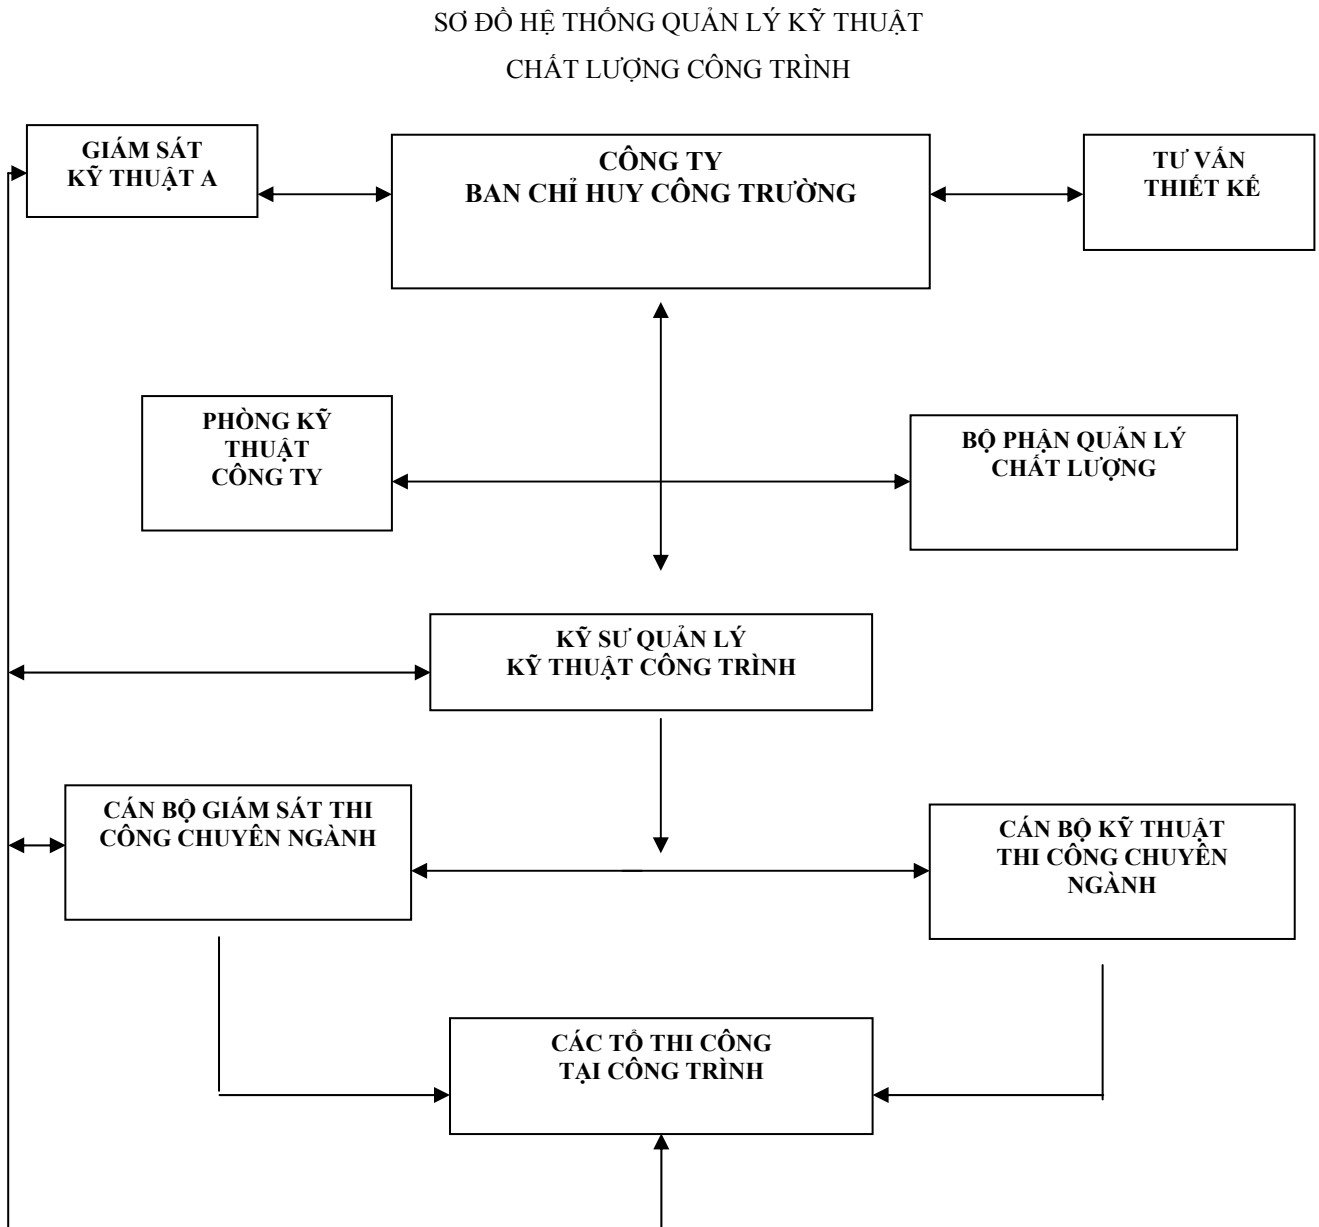 SƠ ĐỒ HỆ THỐNG QUẢN LÝ KỸ THUẬT
CHẤT LƯỢNG CÔNG TRÌNH
GIÁM SÁT
KỸ THUẬT A
CÔNG TY
BAN CHỈ HUY CÔNG TRƯỜNG
TƯ VẤN
THIẾT KẾ
PHÒNG KỸ
THUẬT
CÔNG TY
BỘ PHẬN QUẢN LÝ
CHẤT LƯỢNG
KỸ SƯ QUẢN LÝ
KỸ THUẬT CÔNG TRÌNH
CÁN BỘ GIÁM SÁT THI
CÔNG CHUYÊN NGÀNH
CÁN BỘ KỸ THUẬT
THI CÔNG CHUYÊN
NGÀNH
CÁC TỔ THI CÔNG
TẠI CÔNG TRÌNH